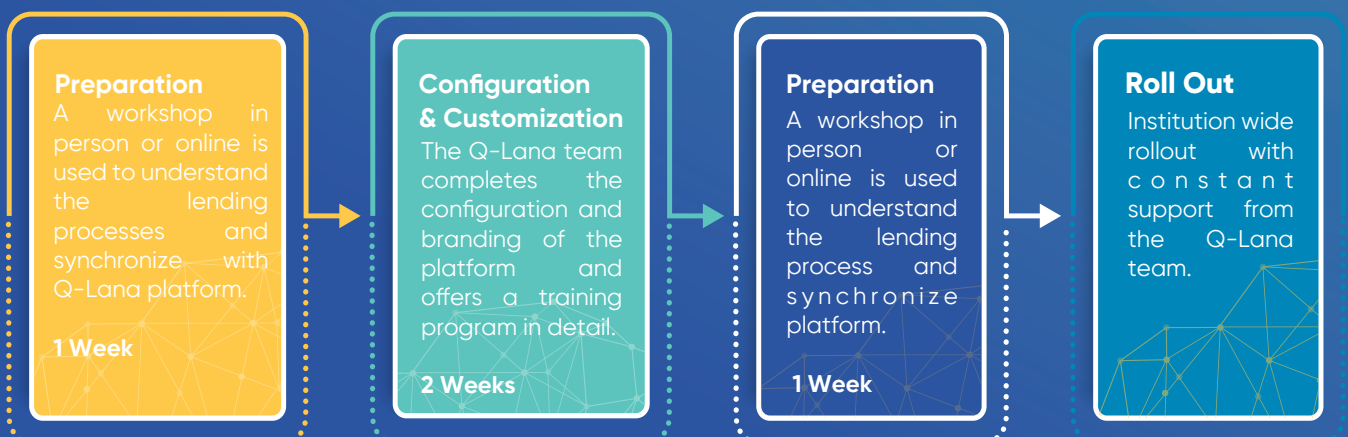 Preparation
A workshop in
person or online is
used to understand
the lending
processes and
synchronize with
Q-Lana platform.
1 Week
Configuration
& Customization
The Q-Lana team
completes the
configuration and
branding of the
platform and
offers a training
program in detail.
2 Weeks
Preparation
A workshop in
person or
online is used
to understand
the lending
process and
synchronize
platform.
1 Week
Roll Out
Institution wide
rollout with
constant
support from
the Q-Lana
team.